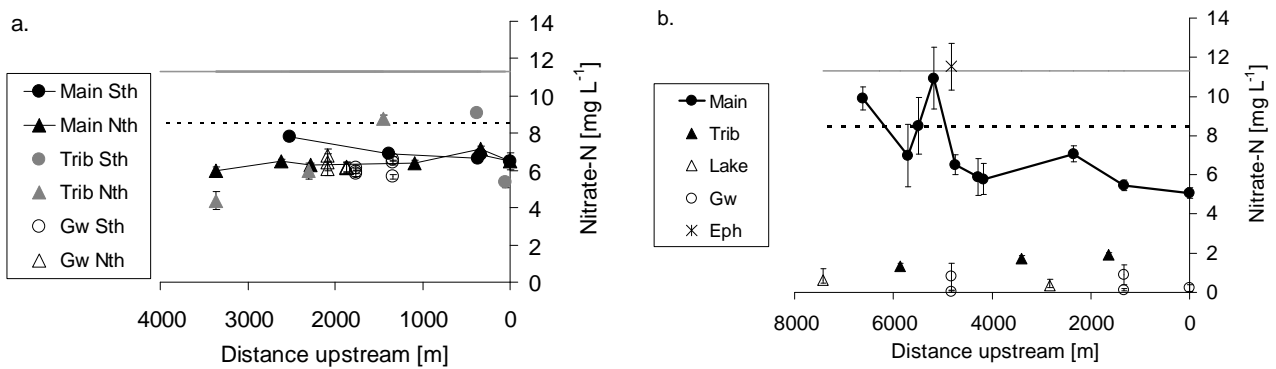 a.
Main Sth
Main Nth
Trib Sth
Trib Nth
Gw Sth
Gw Nth
14
12
10
8
6
4
2
0
Nitrate-N [mg L-1]
4000 3000 2000 1000 0
Distance upstream [m]
b.
Main
Trib
Lake
Gw
Eph
14
12
10
8
6
4
2
0
Nitrate-N [mg L-1]
8000 6000 4000 2000 0
Distance upstream [m]